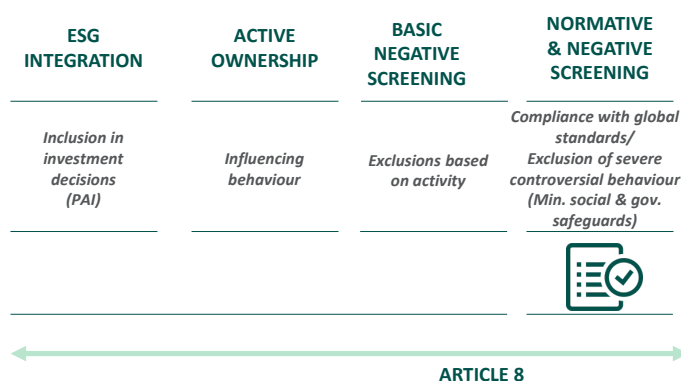 ESG
INTEGRATION
ACTIVE
OWNERSHIP
BASIC
NEGATIVE
SCREENING
NORMATIVE
& NEGATIVE
SCREENING
Inclusion in
investment
decisions
(PAI)
Influencing
behaviour
Exclusions based
on activity
Compliance with global
standards/
Exclusion of severe
controversial behaviour
(Min. social & gov.
safeguards)
ARTICLE 8